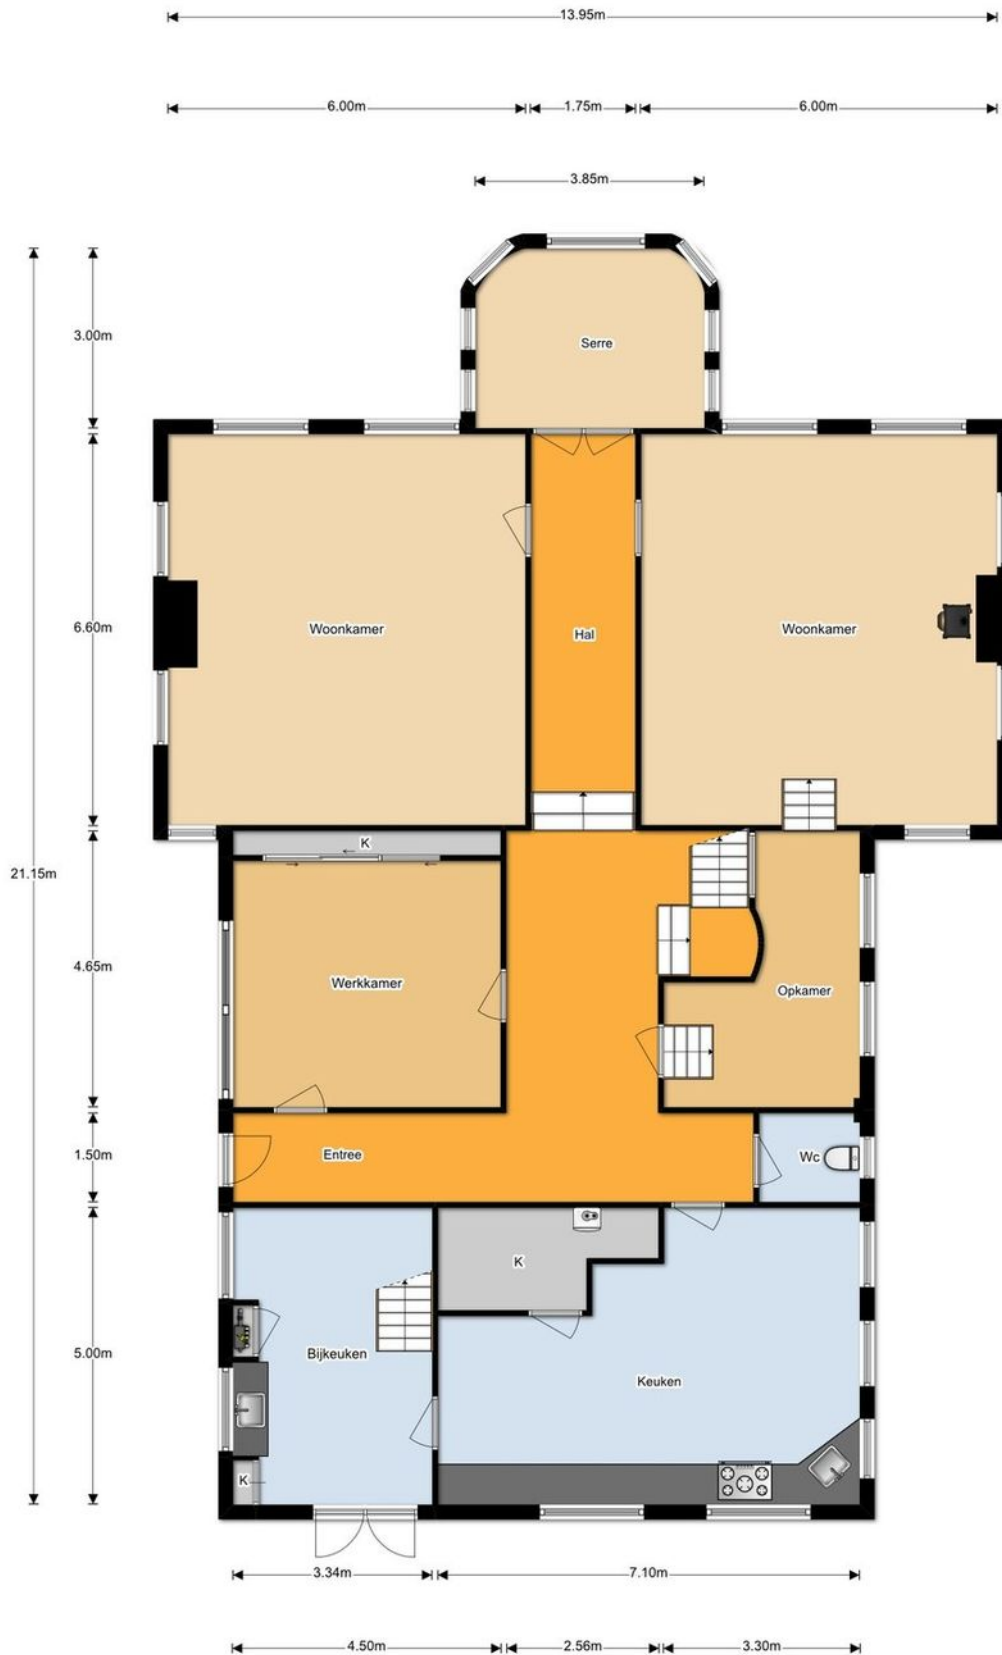 13.95m
6.00m
1.75m
6.00m
3.85m
3.00m
Serre
6.60m
Woonkamer
Hal
Woonkamer
K
21.15m
4.65m
Werkkamer
Opkamer
1.50m
Entree
Wc
K
5.00m
Bijkeuken
Keuken
K
3.34m
7.10m
4.50m
2.56m
3.30m